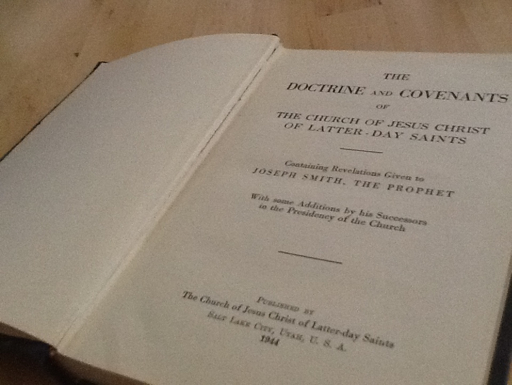 THE
DOCTRINE AND COVENANTS
OF
THE CHURCH OF JESUS CHRIST
OF LATTER-DAY SAINTS
Containing Revelations Given to
JOSEPH SMITH, THE PROPHET
With some Additions by his Successors
in the Presidency of the Church
PUBLISHED BY
The Church of Jesus Christ of Latter-day Saints
SALT LAKE CITY, UTAH, U. S. A.
1944